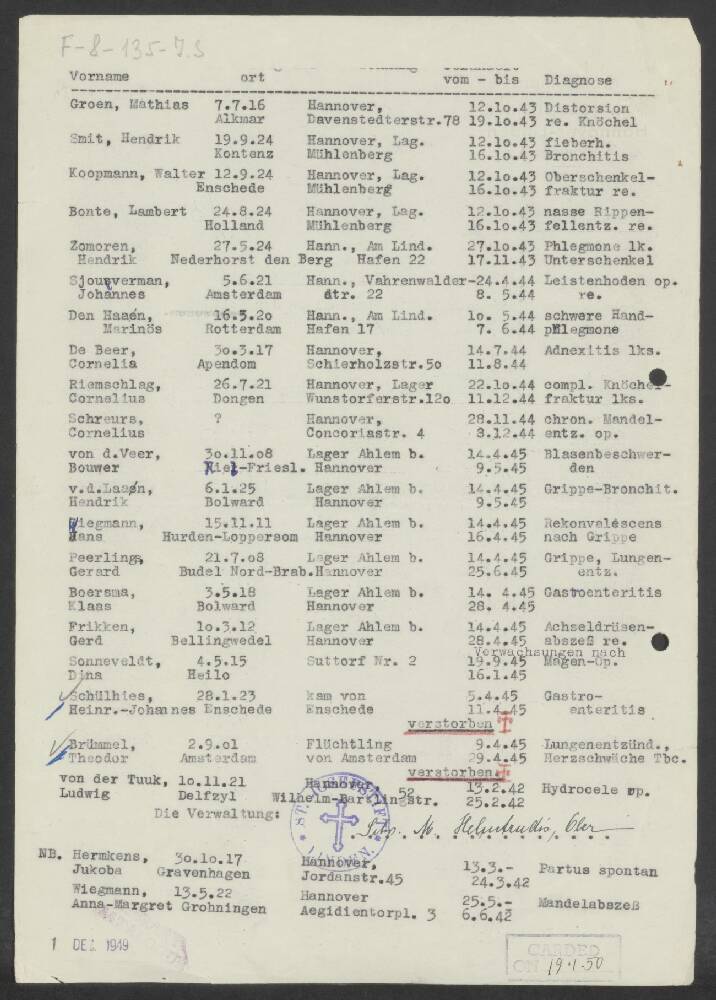 F-8-135-J.S
Vorname ort vom - bis Diagnose
Groen, Mathias 7.7.16 Hannover, 12.10.43 Distorsion
Alkmar Davenstedterstr.78 19.10.43 re. Knöchel
Smit, Hendrik 19.9.24 Hannover, Lag. 12.10.43 fieberh.
Kontenz Mühlenberg 16.10.43 Bronchitis
Koopmann, Walter 12.9.24 Hannover, Lag. 12.10.43 Oberschenkel-
Enschede Mühlenberg 16.10.43 fraktur re.
Bonte, Lambert 24.8.24 Hannover, Lag. 12.10.43 nasse Rippen-
Holland Mühlenberg 16.10.43 fellentz. re.
Zomoren, 27.5.24 Hann., Am Lind. 27.10.43 Phlegmone lk.
Hendrik Nederhorst den Berg Hafen 22 17.11.43 Unterschenkel
Sjouwerman, 5.6.21 Hann., Vahrenwalder-24.4.44 Leistenhoden op.
Johannes Amsterdam str. 22 8. 5.44 re.
Den Haaen, 16.5.20 Hann., Am Lind. 10. 5.44 schwere Hand-
Marinös Rotterdam Hafen 17 7. 6.44 phlegmone
De Beer, 30.3.17 Hannover, 14.7.44 Adnexitis lks.
Cornelia Apendom Schierholzstr.50 11.8.44
Riemschlag, 26.7.21 Hannover, Lager 22.10.44 compl. Knöchel-
Cornelius Dongen Wunstorferstr.120 11.12.44 fraktur lks.
Schreurs, ? Hannover, 28.11.44 chron. Mandel-
Cornelius Concoriastr. 4 3.12.44 entz. op.
von d.Veer, 30.11.08 Lager Ahlem b. 14.4.45 Blasenbeschwer-
Bouwer Kiel-Friesl. Hannover 9.5.45 den
v.d.Laaen, 6.1.25 Lager Ahlem b. 14.4.45 Grippe-Bronchit.
Hendrik Bolward Hannover 9.5.45
Wiegmann, 15.11.11 Lager Ahlem b. 14.4.45 Rekonvaléscens
Hans Hurden-Loppersom Hannover 16.4.45 nach Grippe
Peerlings, 21.7.08 Lager Ahlem b. 14.4.45 Grippe, Lungen-
Gerard Budel Nord-Brab.Hannover 25.6.45 entz.
Boersma, 3.5.18 Lager Ahlem b. 14. 4.45 Gastroenteritis
Klaas Bolward Hannover 28. 4.45
Frikken, 10.3.12 Lager Ahlem b. 14.4.45 Achseldrüsen-
Gerd Bellingwedel Hannover 28.4.45 abszeß re.
Verwachsungen nach
Sonneveldt, 4.5.15 Suttorf Nr. 2 19.9.45 Magen-Op.
Dina Heilo 16.1.45
Schülhies, 28.1.23 kam von 5.4.45 Gastro-
Heinr.-Johannes Enschede Enschede 11.4.45 enteritis
verstorben
Brümmel, 2.9.01 Flüchtling 9.4.45 Lungenentzünd.,
Theodor Amsterdam von Amsterdam 29.4.45 Herzschwäche Tbc.
verstorben
von der Tuuk, 10.11.21 Hannover, 13.2.42 Hydrocele op.
Ludwig Delfzyl Wilhelm-Bartlingstr. 52 25.2.42
Die Verwaltung:
NB. Hermkens, 30.10.17 Hannover, 13.3.- Partus spontan
Jukoba Gravenhagen Jordanstr.45 24.3.42
Wiegmann, 13.5.22 Hannover 25.5.- Mandelabszeß
Anna-Margret Grohningen Aegidientorpl. 3 6.6.42
1 DEZ. 1949
CARDED
ON 19·1·50